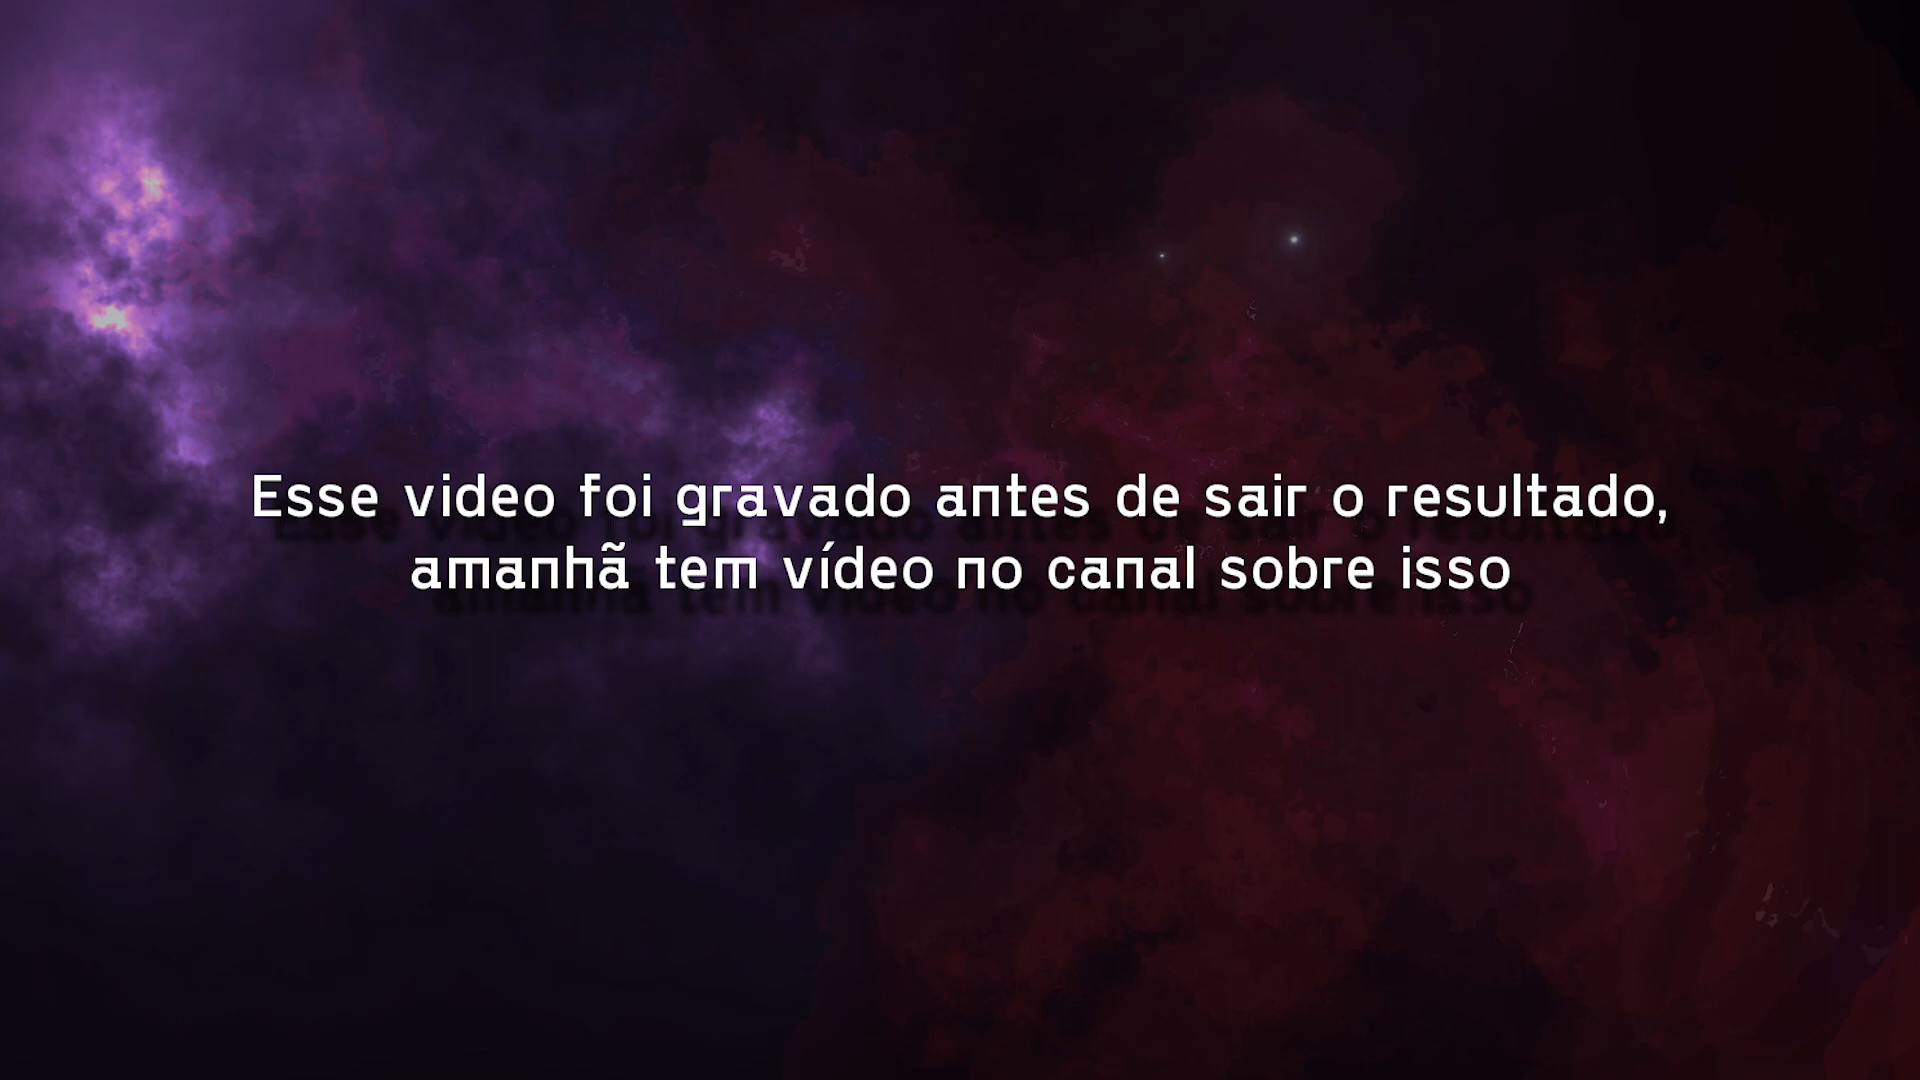 Esse video foi gravado antes de sair o resultado,
amanhã tem vídeo no canal sobre isso